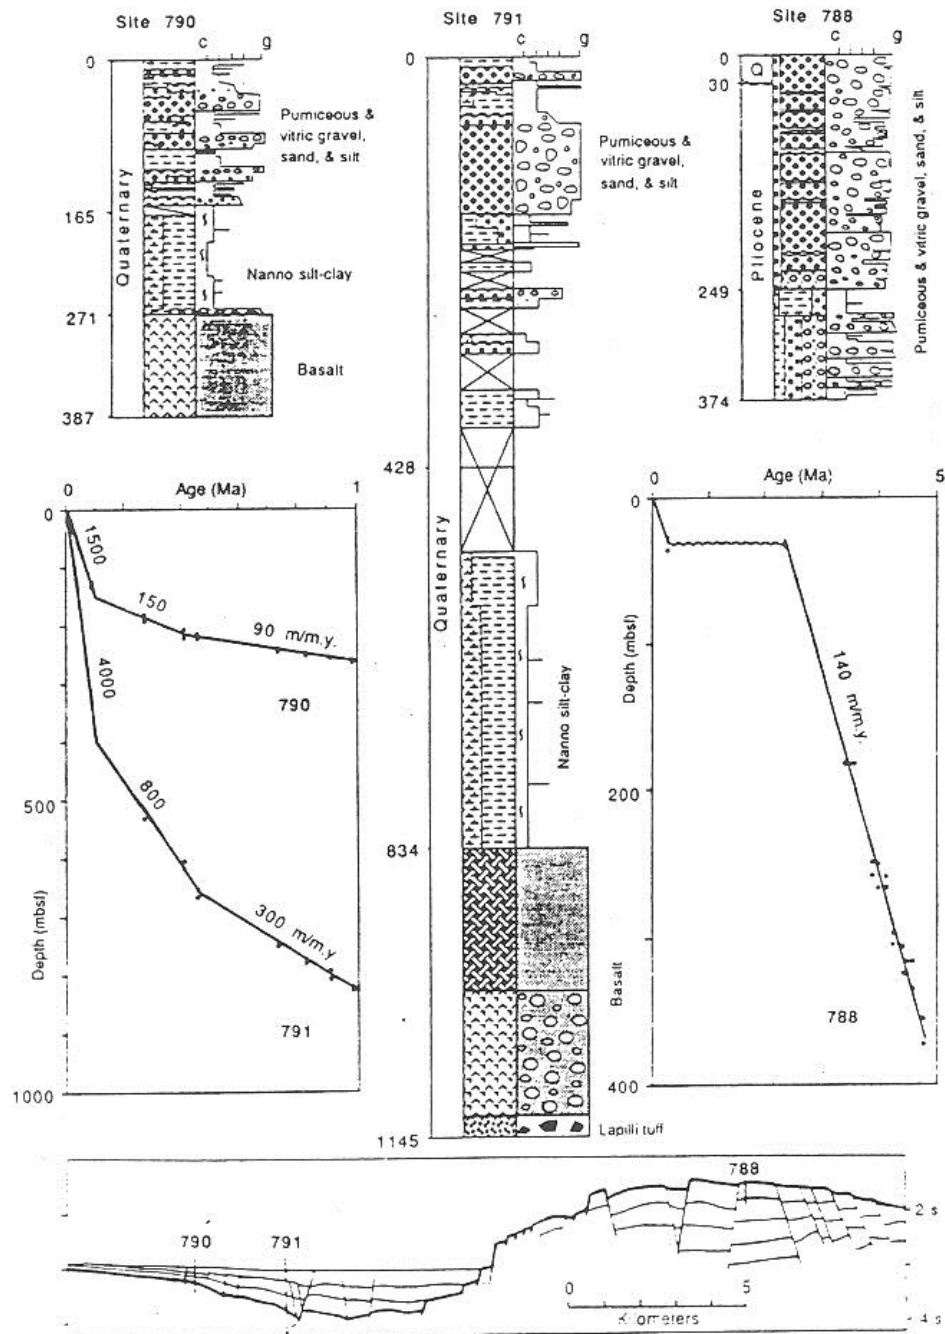 Site 790
c g
0
165
271
387
Quaternary
Pumiceous &
vitric gravel,
sand, & silt
Nanno silt-clay
Basalt
Site 791
c g
0
428
834
1145
Quaternary
Pumiceous &
vitric gravel,
sand, & silt
Nanno silt-clay
Basalt
Lapilli tuff
Site 788
c g
0
30
249
374
Q
Pliocene
Pumiceous & vitric gravel, sand, & silt
0 Age (Ma) 1
0
500
1000
Depth (mbsl)
1500
150
90 m/m.y.
790
4000
800
300 m/m.y
791
0 Age (Ma) 5
0
200
400
Depth (mbsl)
140 m/m.y.
788
788
790 791
2 s
4 s
0 5
Kilometers